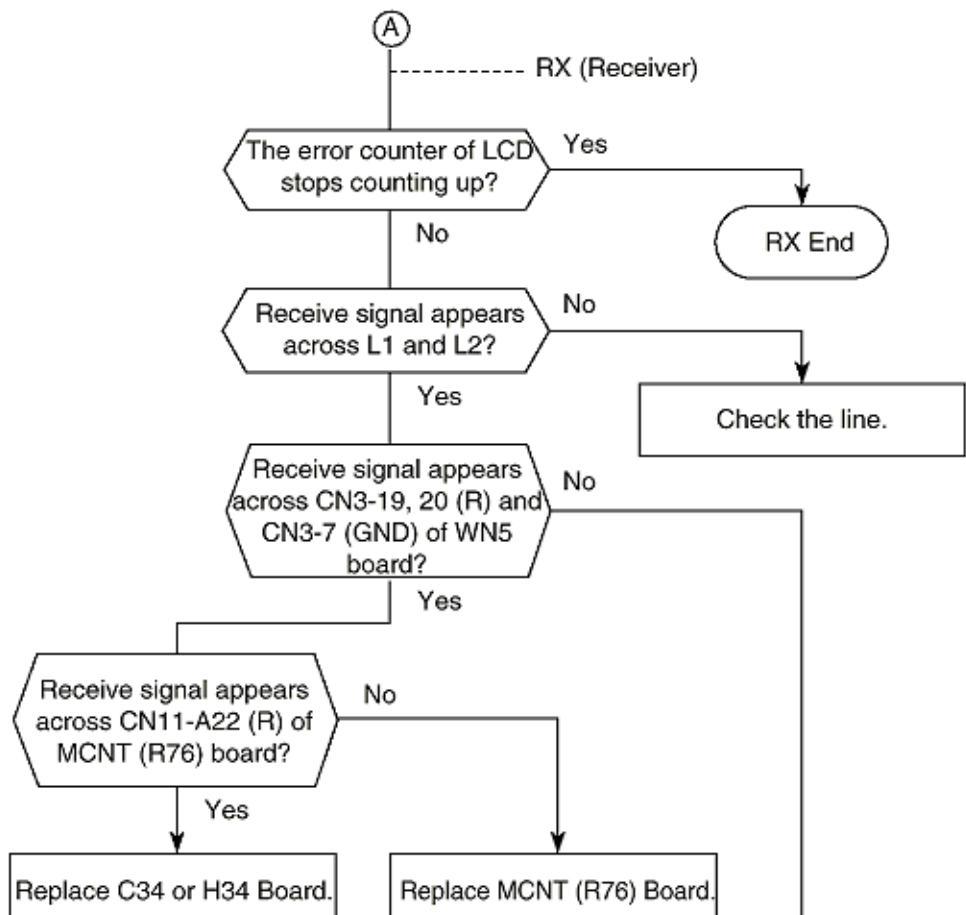 A
RX (Receiver)
The error counter of LCD
stops counting up?
Yes
RX End
No
Receive signal appears
across L1 and L2?
No
Check the line.
Yes
Receive signal appears
across CN3-19, 20 (R) and
CN3-7 (GND) of WN5
board?
No
Yes
Receive signal appears
across CN11-A22 (R) of
MCNT (R76) board?
No
Yes
Replace C34 or H34 Board.
Replace MCNT (R76) Board.